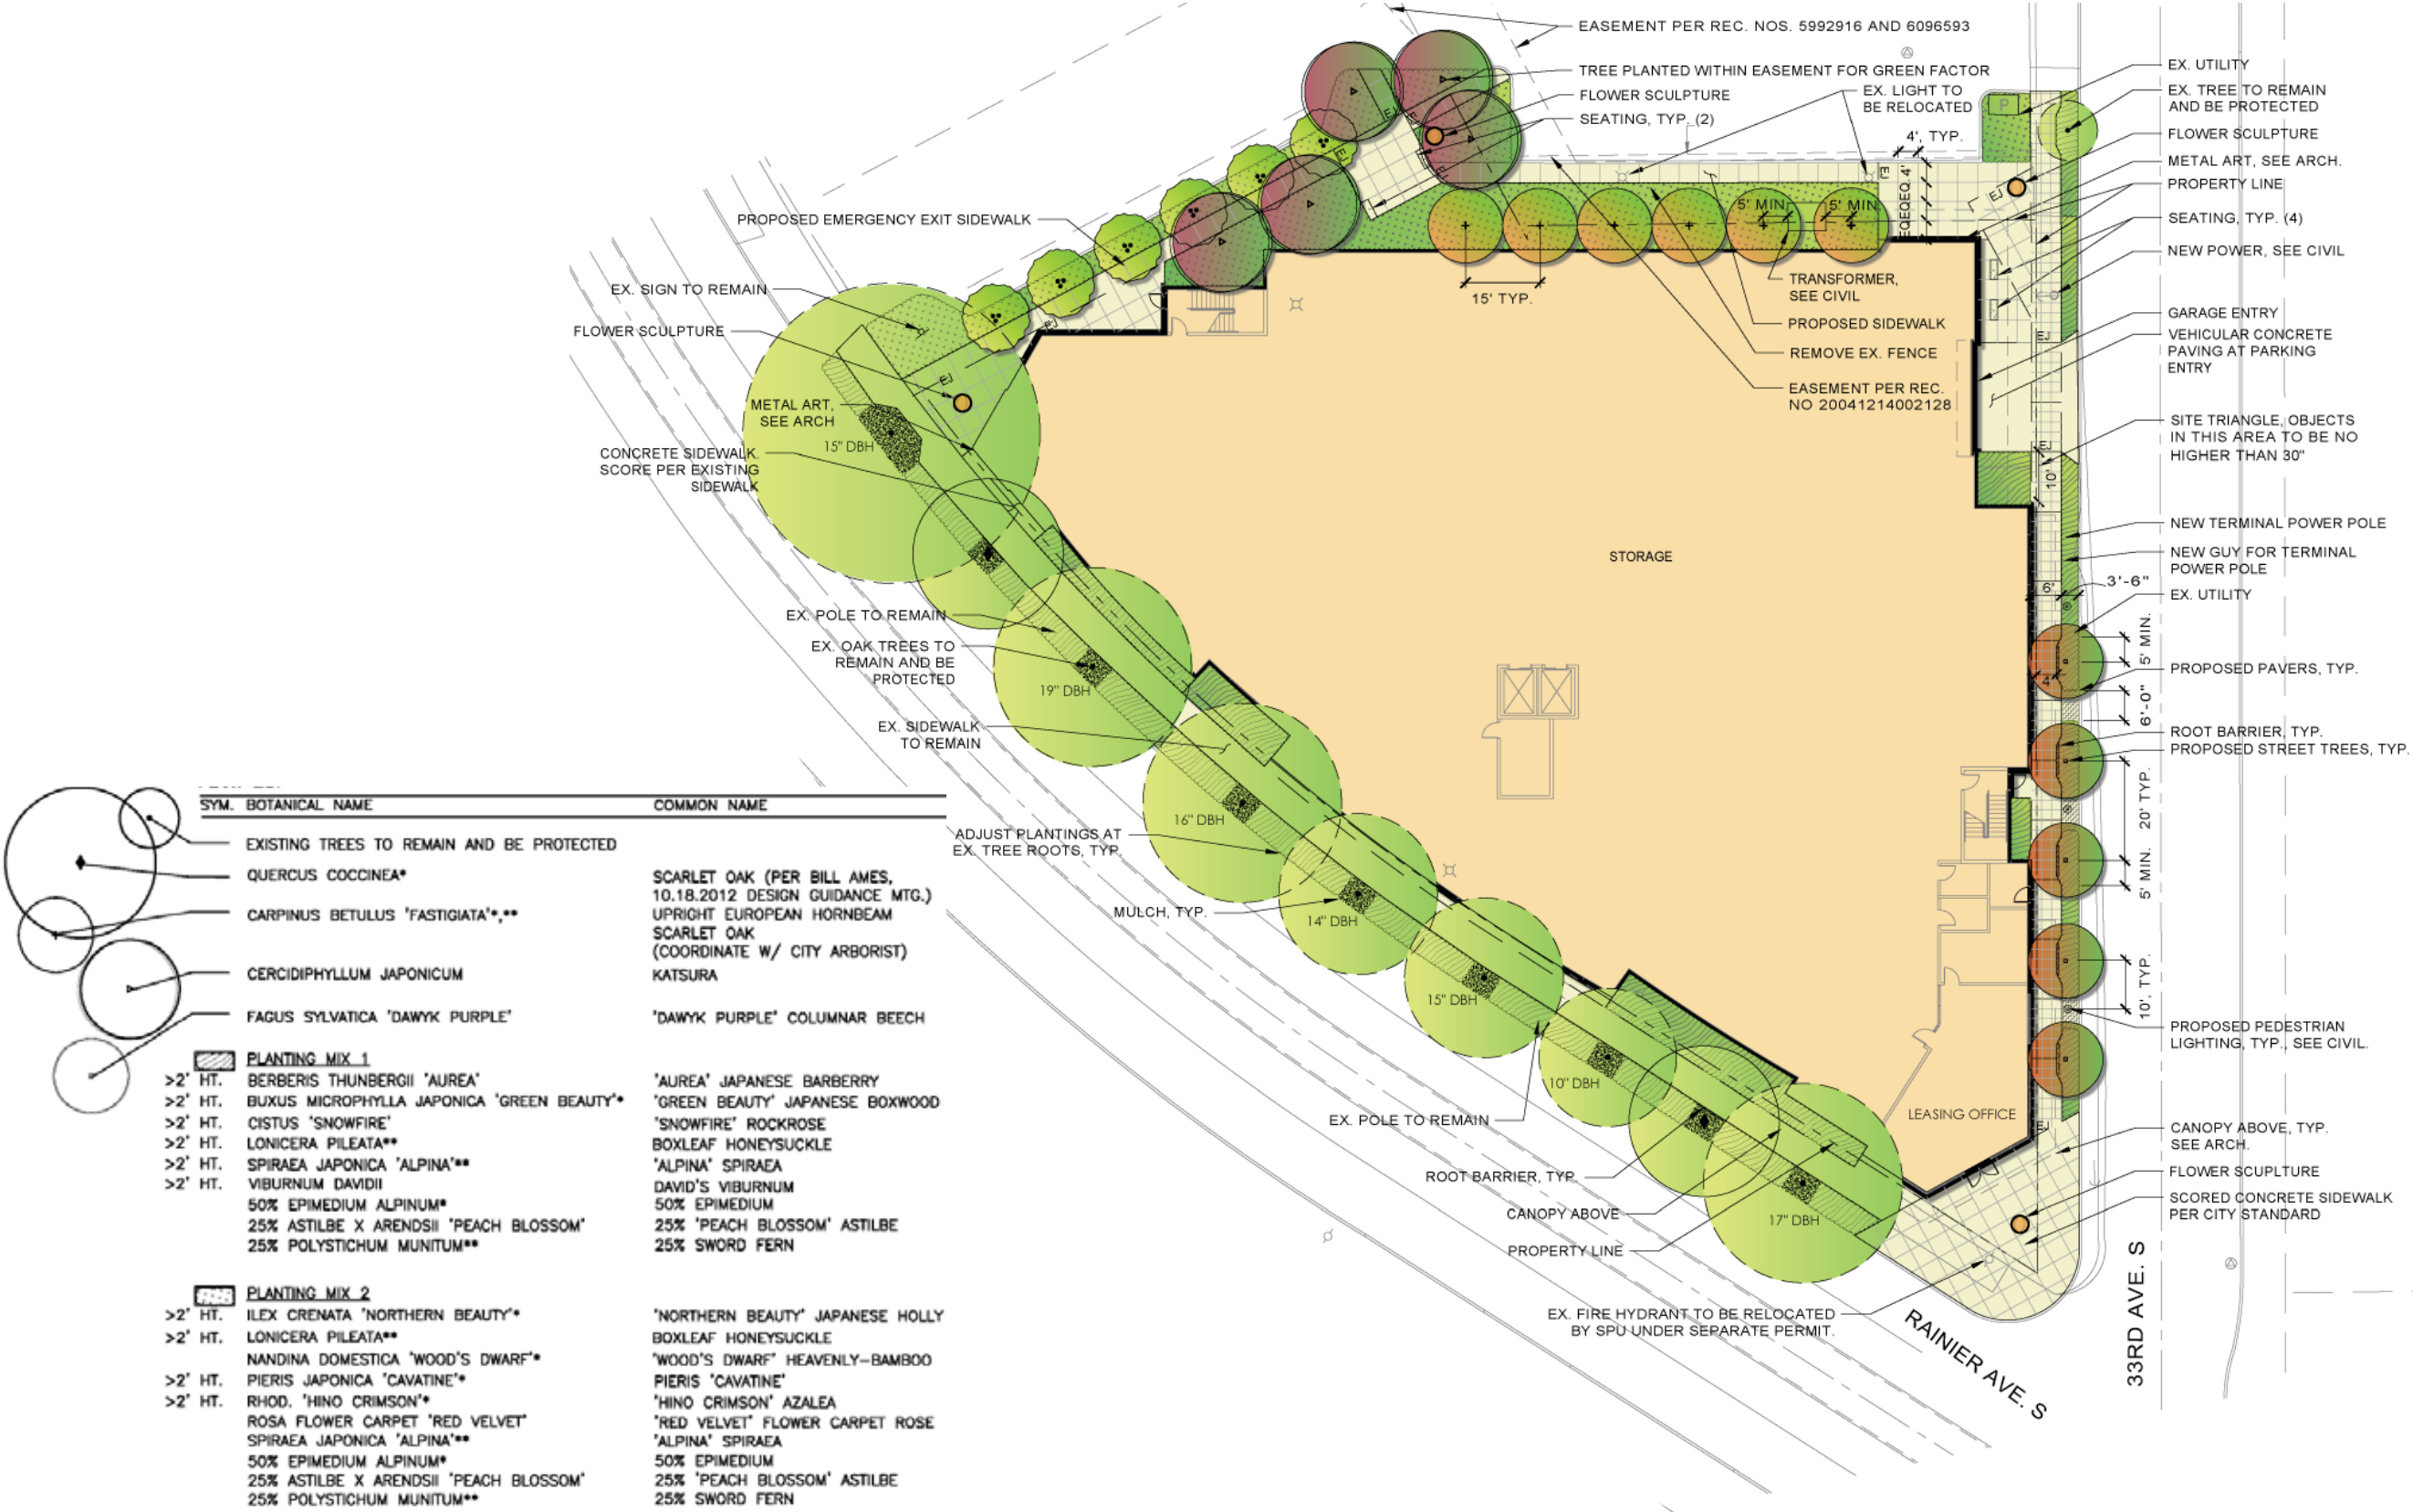 EASEMENT PER REC. NOS. 5992916 AND 6096593
TREE PLANTED WITHIN EASEMENT FOR GREEN FACTOR
FLOWER SCULPTURE
SEATING, TYP. (2)
EX. LIGHT TO
BE RELOCATED
4', TYP.
EX. UTILITY
EX. TREE TO REMAIN
AND BE PROTECTED
FLOWER SCULPTURE
METAL ART, SEE ARCH.
PROPERTY LINE
SEATING, TYP. (4)
NEW POWER, SEE CIVIL
GARAGE ENTRY
VEHICULAR CONCRETE
PAVING AT PARKING
ENTRY
SITE TRIANGLE, OBJECTS
IN THIS AREA TO BE NO
HIGHER THAN 30"
NEW TERMINAL POWER POLE
NEW GUY FOR TERMINAL
POWER POLE
3'-6"
6'
EX. UTILITY
5' MIN.
4'
PROPOSED PAVERS, TYP.
6'-0"
ROOT BARRIER, TYP.
PROPOSED STREET TREES, TYP.
20' TYP.
5' MIN.
10', TYP.
PROPOSED PEDESTRIAN
LIGHTING, TYP., SEE CIVIL.
CANOPY ABOVE, TYP.
SEE ARCH.
FLOWER SCUPLTURE
SCORED CONCRETE SIDEWALK
PER CITY STANDARD
33RD AVE. S
RAINIER AVE. S
P
EJ
EJ
EJ
EJ
EJ
EJ
EJ
EJ
EJ
EJ
10'
EQ
EQ
EQ. 4'
5' MIN
5' MIN
15' TYP.
TRANSFORMER,
SEE CIVIL
PROPOSED SIDEWALK
REMOVE EX. FENCE
EASEMENT PER REC.
NO 20041214002128
STORAGE
LEASING OFFICE
PROPOSED EMERGENCY EXIT SIDEWALK
EX. SIGN TO REMAIN
FLOWER SCULPTURE
METAL ART,
SEE ARCH
15" DBH
CONCRETE SIDEWALK.
SCORE PER EXISTING
SIDEWALK
EX. POLE TO REMAIN
EX. OAK TREES TO
REMAIN AND BE
PROTECTED
19" DBH
EX. SIDEWALK
TO REMAIN
16" DBH
ADJUST PLANTINGS AT
EX. TREE ROOTS, TYP.
MULCH, TYP.
14" DBH
15" DBH
10" DBH
EX. POLE TO REMAIN
ROOT BARRIER, TYP.
CANOPY ABOVE
17" DBH
PROPERTY LINE
EX. FIRE HYDRANT TO BE RELOCATED
BY SPU UNDER SEPARATE PERMIT.
SYM. BOTANICAL NAME COMMON NAME
EXISTING TREES TO REMAIN AND BE PROTECTED
QUERCUS COCCINEA* SCARLET OAK (PER BILL AMES,
10.18.2012 DESIGN GUIDANCE MTG.)
CARPINUS BETULUS 'FASTIGIATA'*,** UPRIGHT EUROPEAN HORNBEAM
SCARLET OAK
(COORDINATE W/ CITY ARBORIST)
CERCIDIPHYLLUM JAPONICUM KATSURA
FAGUS SYLVATICA 'DAWYK PURPLE' 'DAWYK PURPLE' COLUMNAR BEECH
PLANTING MIX 1
>2' HT. BERBERIS THUNBERGII 'AUREA' 'AUREA' JAPANESE BARBERRY
>2' HT. BUXUS MICROPHYLLA JAPONICA 'GREEN BEAUTY'* 'GREEN BEAUTY' JAPANESE BOXWOOD
>2' HT. CISTUS 'SNOWFIRE' 'SNOWFIRE' ROCKROSE
>2' HT. LONICERA PILEATA** BOXLEAF HONEYSUCKLE
>2' HT. SPIRAEA JAPONICA 'ALPINA'** 'ALPINA' SPIRAEA
>2' HT. VIBURNUM DAVIDII DAVID'S VIBURNUM
50% EPIMEDIUM ALPINUM* 50% EPIMEDIUM
25% ASTILBE X ARENDSII 'PEACH BLOSSOM' 25% 'PEACH BLOSSOM' ASTILBE
25% POLYSTICHUM MUNITUM** 25% SWORD FERN
PLANTING MIX 2
>2' HT. ILEX CRENATA 'NORTHERN BEAUTY'* 'NORTHERN BEAUTY' JAPANESE HOLLY
>2' HT. LONICERA PILEATA** BOXLEAF HONEYSUCKLE
NANDINA DOMESTICA 'WOOD'S DWARF'* 'WOOD'S DWARF' HEAVENLY-BAMBOO
>2' HT. PIERIS JAPONICA 'CAVATINE'* PIERIS 'CAVATINE'
>2' HT. RHOD. 'HINO CRIMSON'* 'HINO CRIMSON' AZALEA
ROSA FLOWER CARPET 'RED VELVET' 'RED VELVET' FLOWER CARPET ROSE
SPIRAEA JAPONICA 'ALPINA'** 'ALPINA' SPIRAEA
50% EPIMEDIUM ALPINUM* 50% EPIMEDIUM
25% ASTILBE X ARENDSII 'PEACH BLOSSOM' 25% 'PEACH BLOSSOM' ASTILBE
25% POLYSTICHUM MUNITUM** 25% SWORD FERN